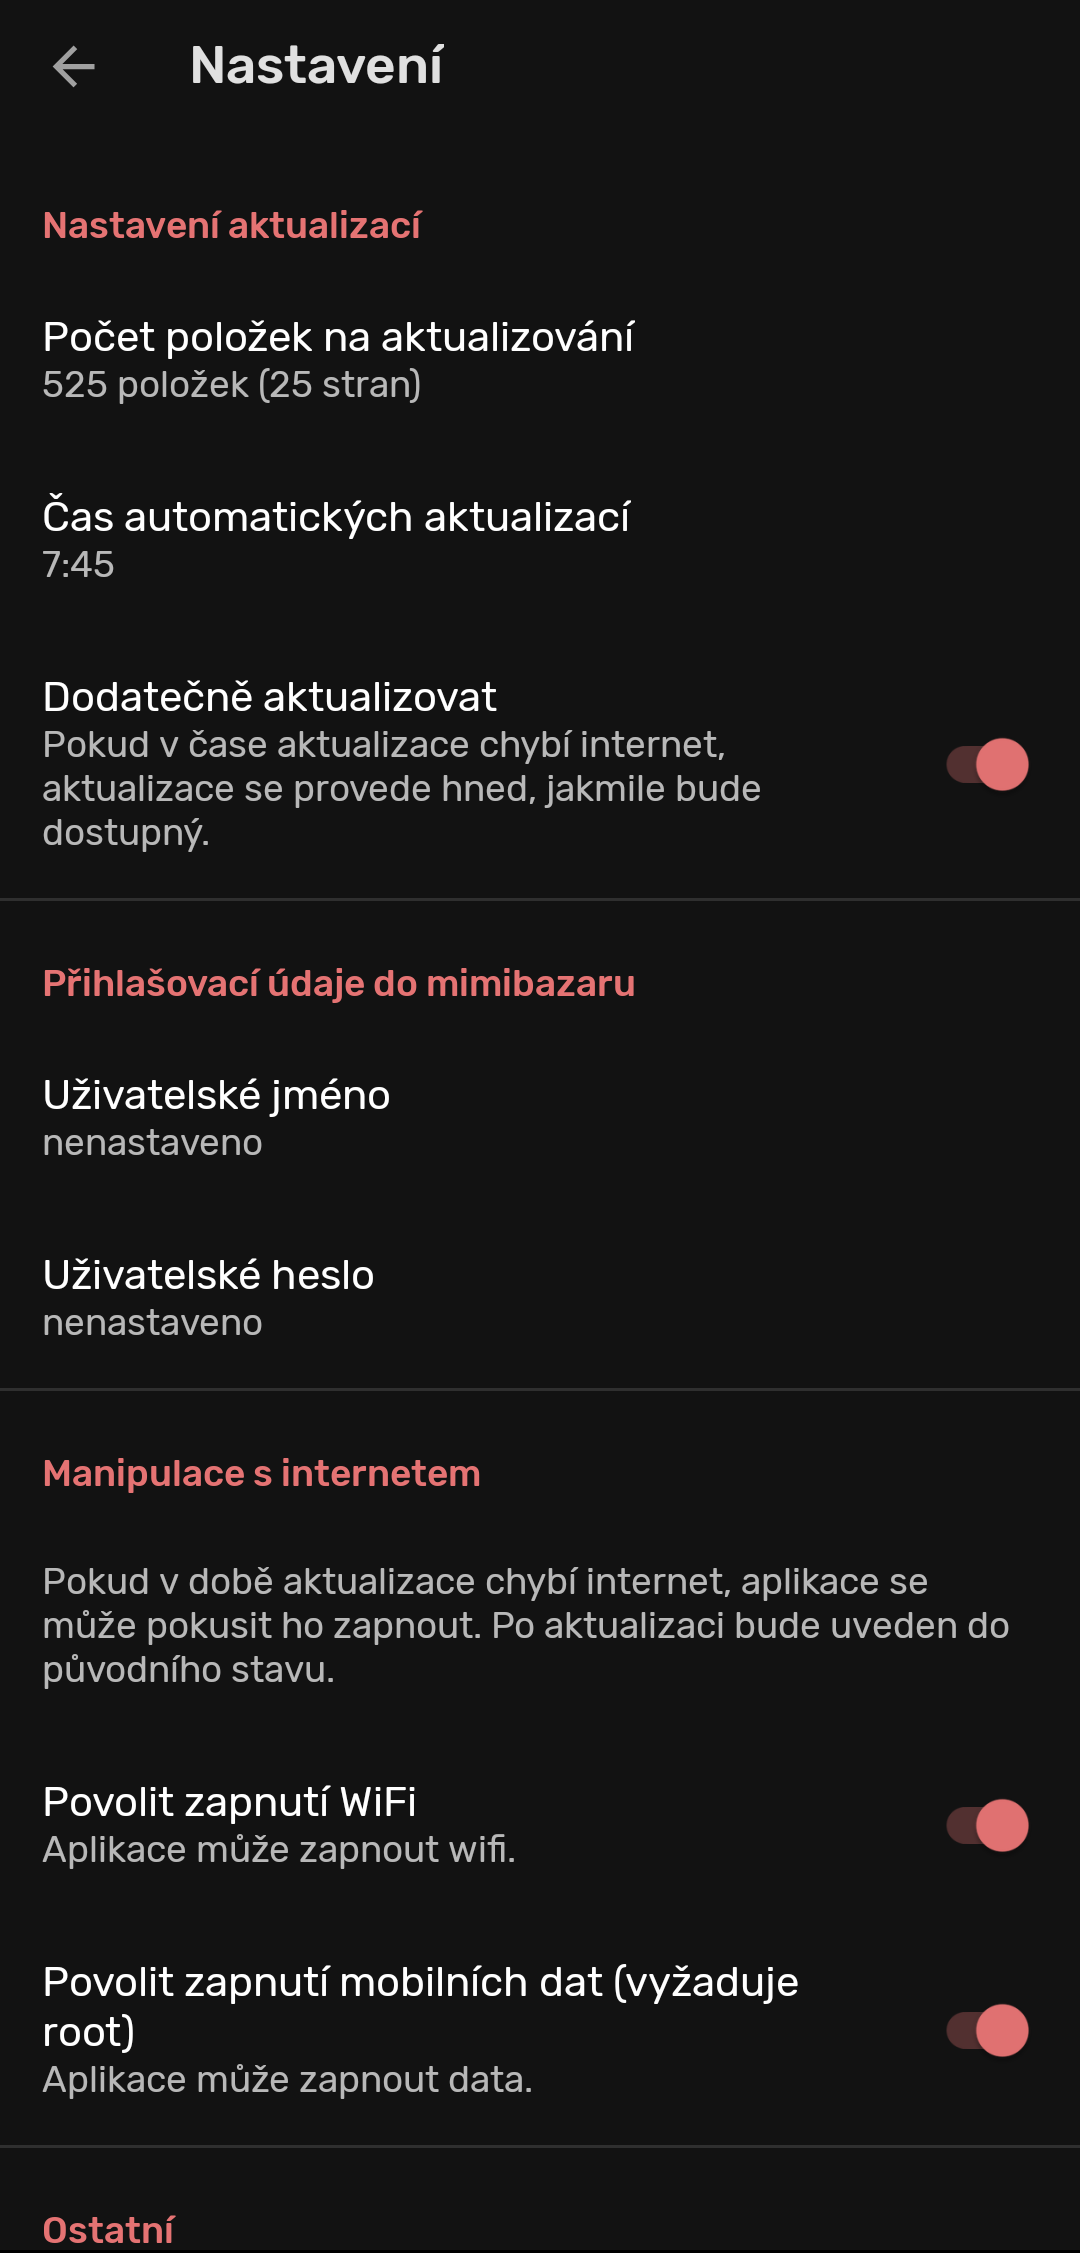 Nastavení
Nastavení aktualizací
Počet položek na aktualizování
525 položek (25 stran)
Čas automatických aktualizací
7:45
Dodatečně aktualizovat
Pokud v čase aktualizace chybí internet,
aktualizace se provede hned, jakmile bude
dostupný.
Přihlašovací údaje do mimibazaru
Uživatelské jméno
nenastaveno
Uživatelské heslo
nenastaveno
Manipulace s internetem
Pokud v době aktualizace chybí internet, aplikace se
může pokusit ho zapnout. Po aktualizaci bude uveden do
původního stavu.
Povolit zapnutí WiFi
Aplikace může zapnout wifi.
Povolit zapnutí mobilních dat (vyžaduje
root)
Aplikace může zapnout data.
Ostatní